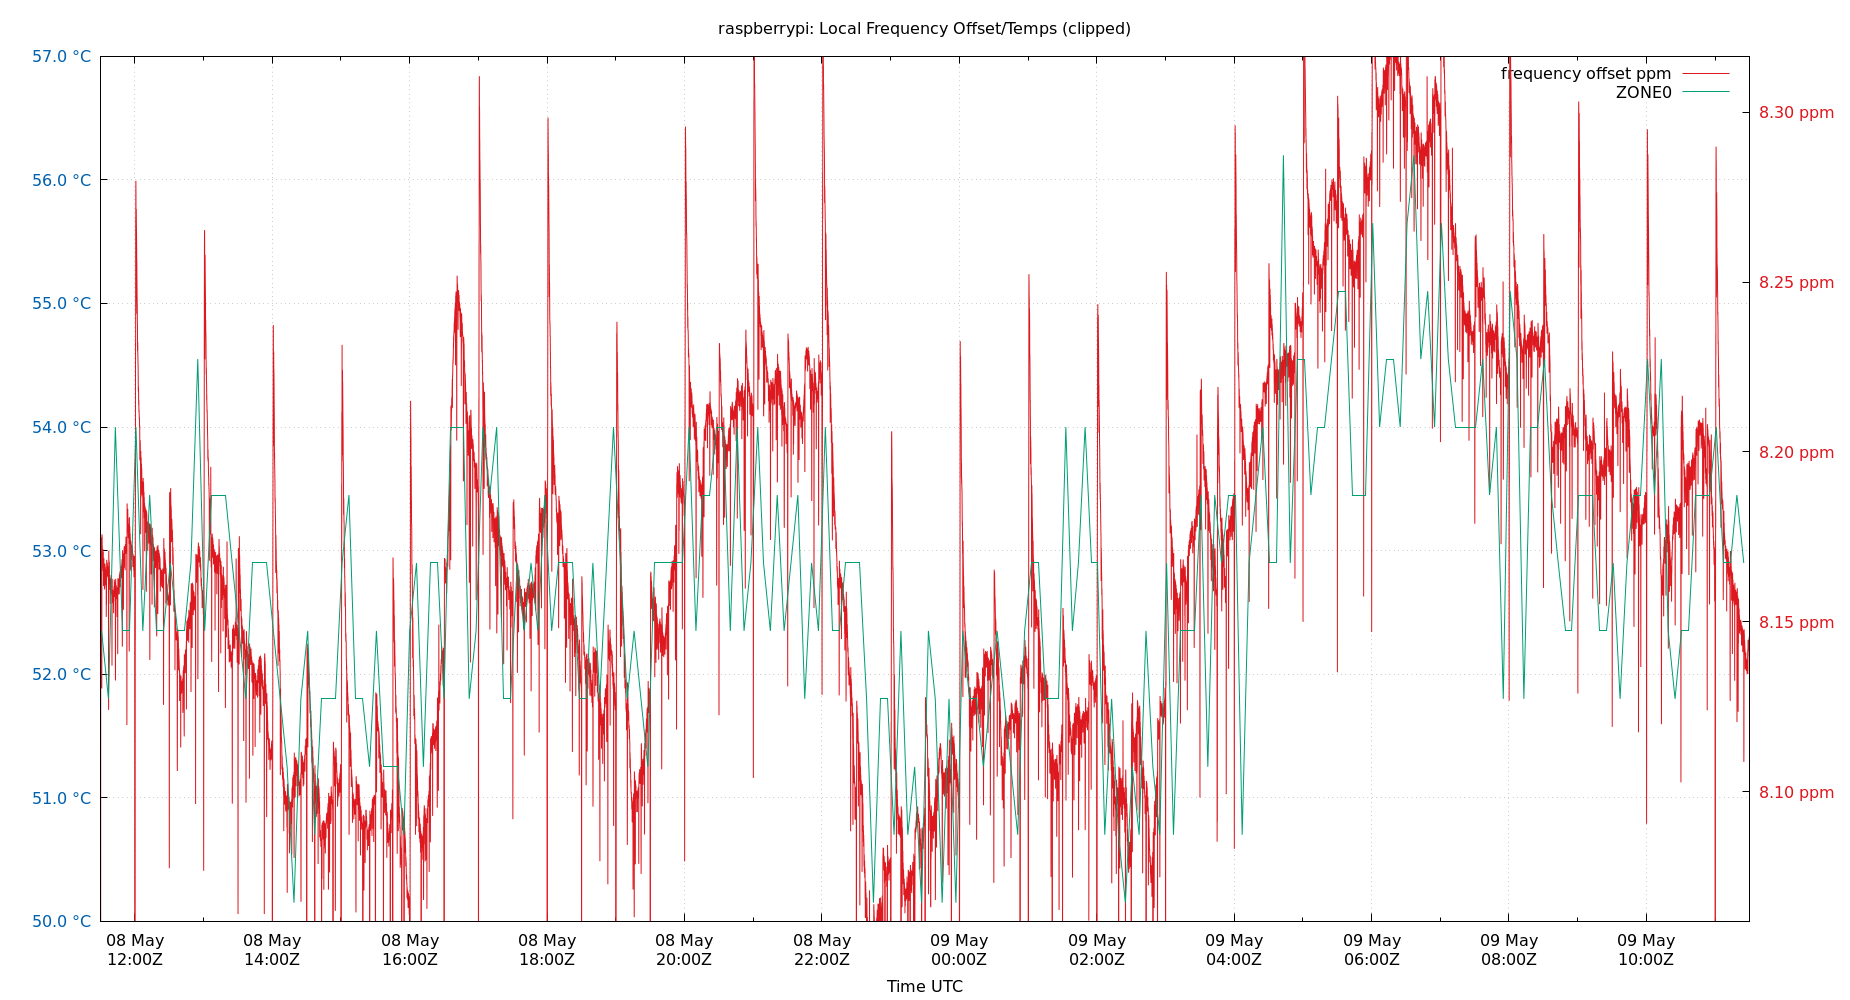 raspberrypi: Local Frequency Offset/Temps (clipped)
57.0 °C
56.0 °C
55.0 °C
54.0 °C
53.0 °C
52.0 °C
51.0 °C
50.0 °C
frequency offset ppm
ZONE0
8.30 ppm
8.25 ppm
8.20 ppm
8.15 ppm
8.10 ppm
08 May
12:00Z
08 May
14:00Z
08 May
16:00Z
08 May
18:00Z
08 May
20:00Z
08 May
22:00Z
09 May
00:00Z
09 May
02:00Z
09 May
04:00Z
09 May
06:00Z
09 May
08:00Z
09 May
10:00Z
Time UTC